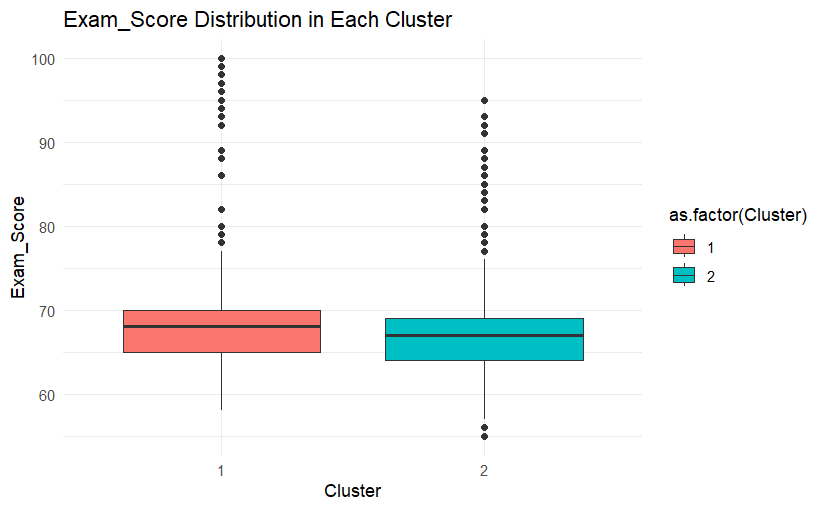 Exam_Score Distribution in Each Cluster
100
90
80
70
60
Exam_Score
1
2
Cluster
as.factor(Cluster)
1
2